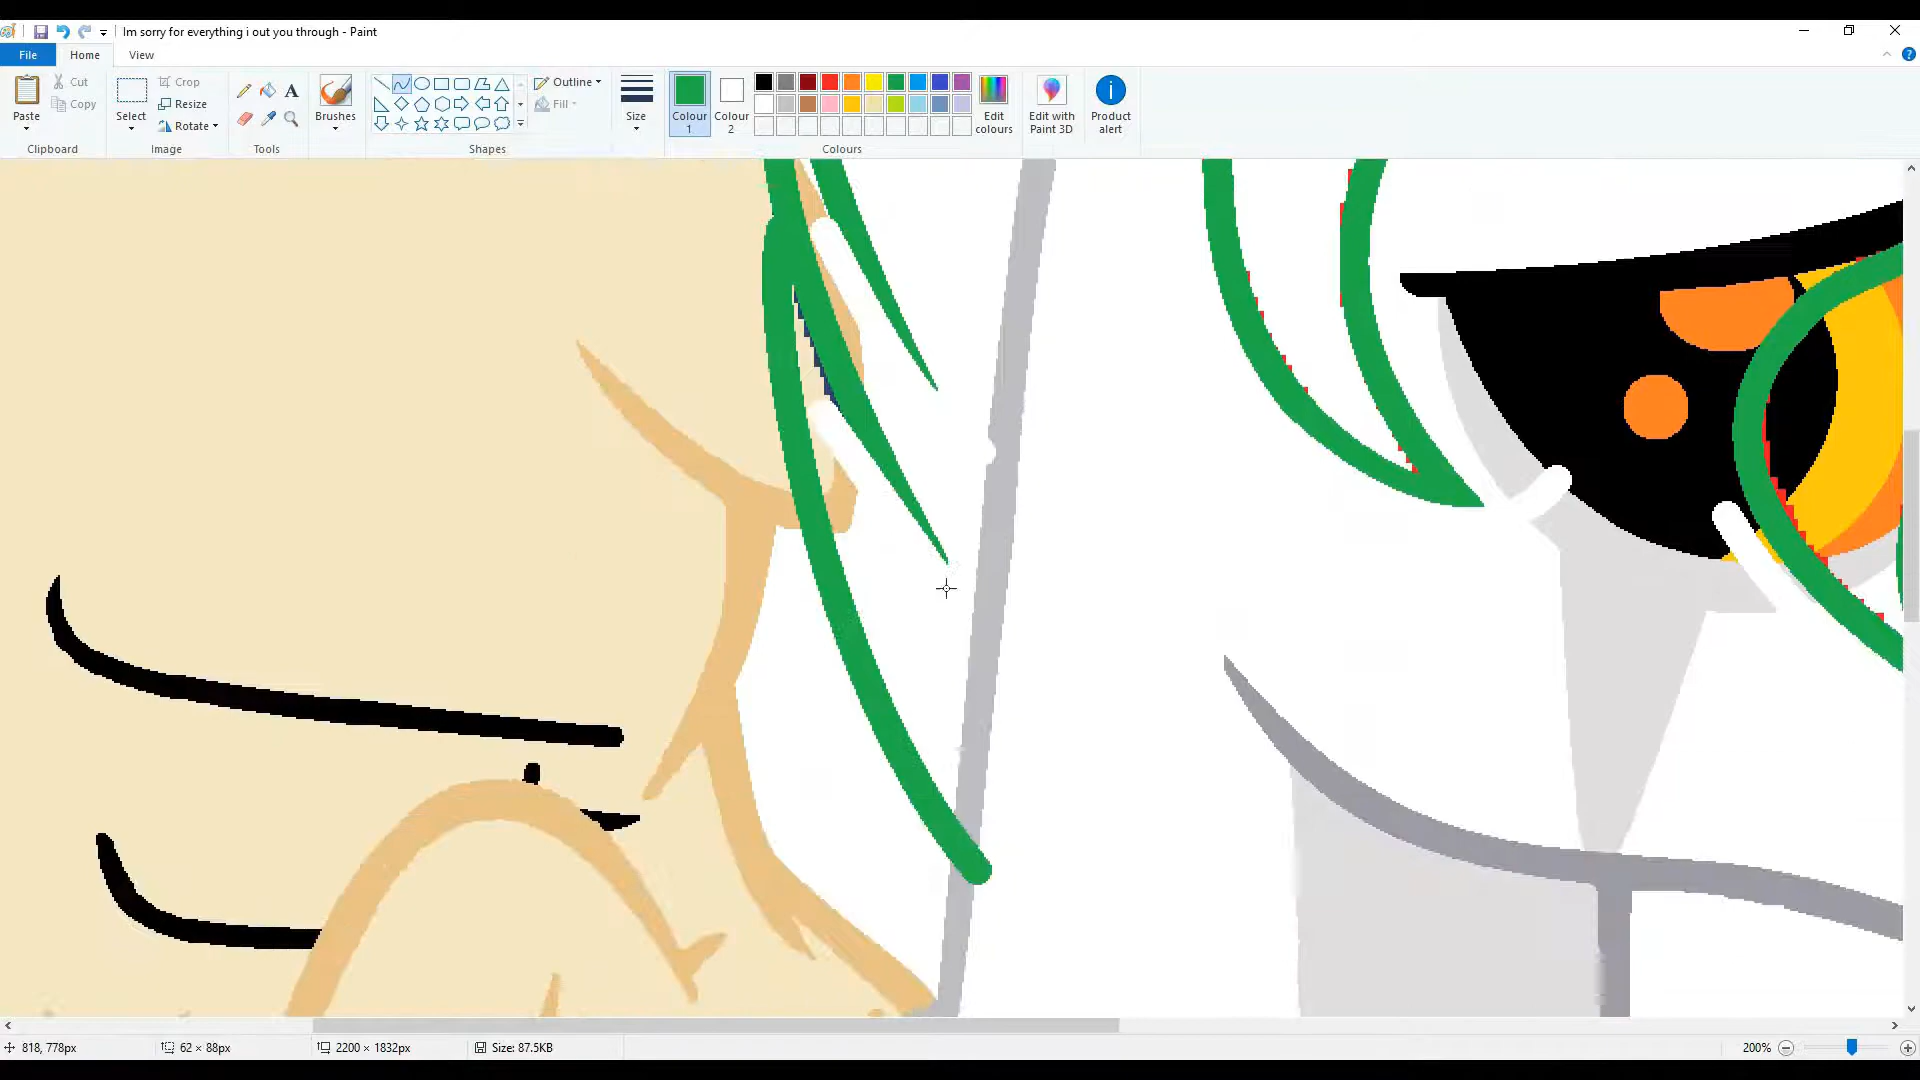 Im sorry for everything i out you through - Paint
File Home View
Paste Cut Copy Clipboard
Select Crop Resize Rotate Image
A Tools
Brushes
Outline Fill Shapes
Size
Colour 1 Colour 2 Edit colours Colours
Edit with Paint 3D
Product alert
818, 778px 62 × 88px 2200 × 1832px Size: 87.5KB 200%